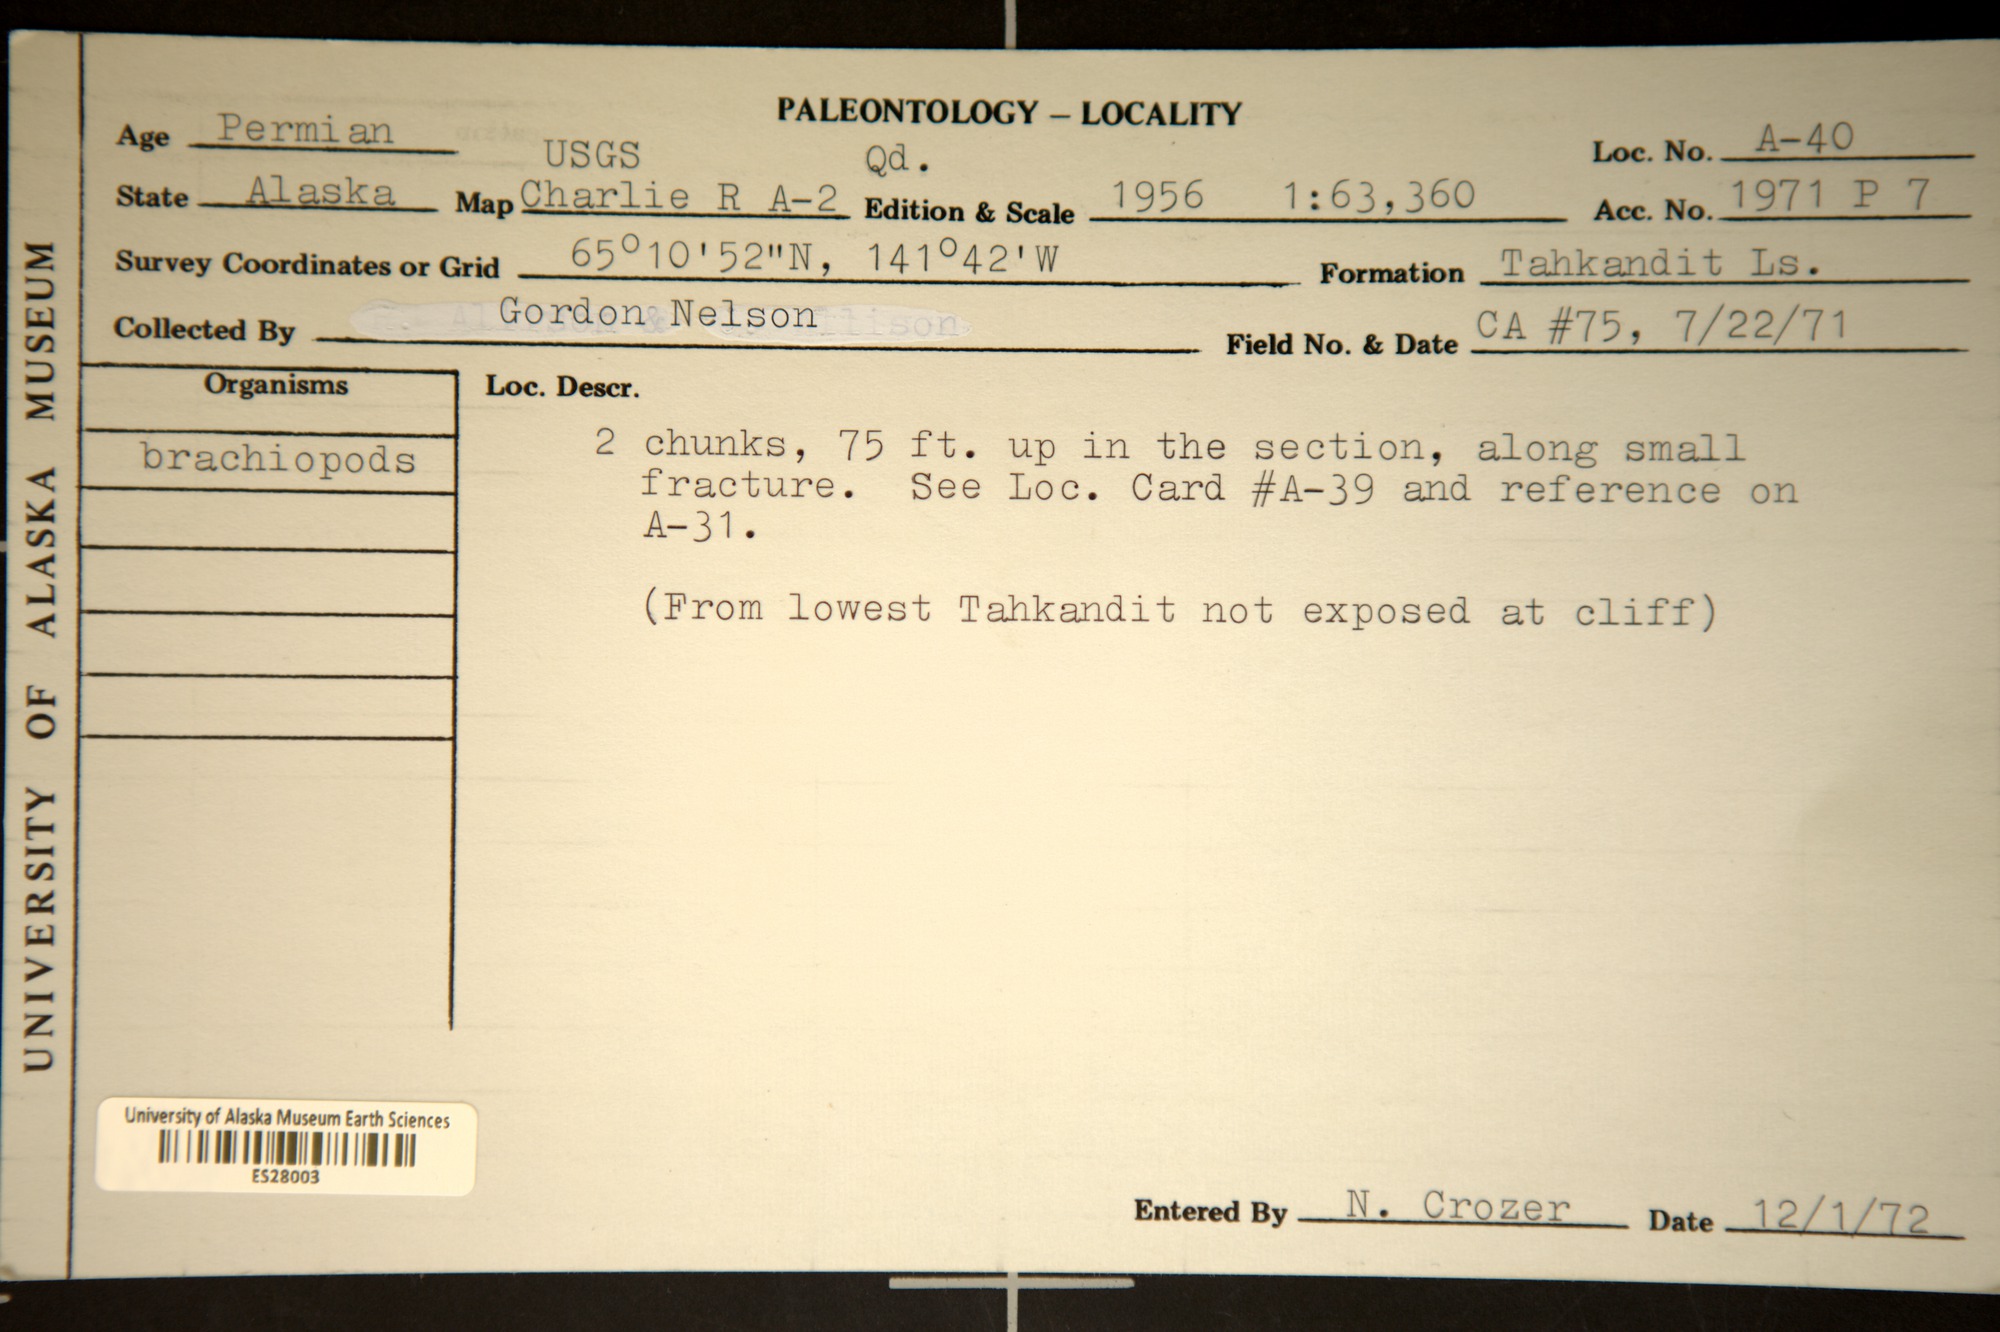 UNIVERSITY OF ALASKA MUSEUM
PALEONTOLOGY – LOCALITY
Age Permian
Loc. No. A-40
USGS Qd.
State Alaska Map Charlie R A-2 Edition & Scale 1956 1:63,360 Acc. No. 1971 P 7
Survey Coordinates or Grid 65°10'52"N, 141°42'W Formation Tahkandit Ls.
Collected By Gordon Nelson Field No. & Date CA #75, 7/22/71
Organisms
brachiopods
Loc. Descr.
2 chunks, 75 ft. up in the section, along small
fracture. See Loc. Card #A-39 and reference on
A-31.
(From lowest Tahkandit not exposed at cliff)
University of Alaska Museum Earth Sciences
ES28003
Entered By N. Crozer Date 12/1/72